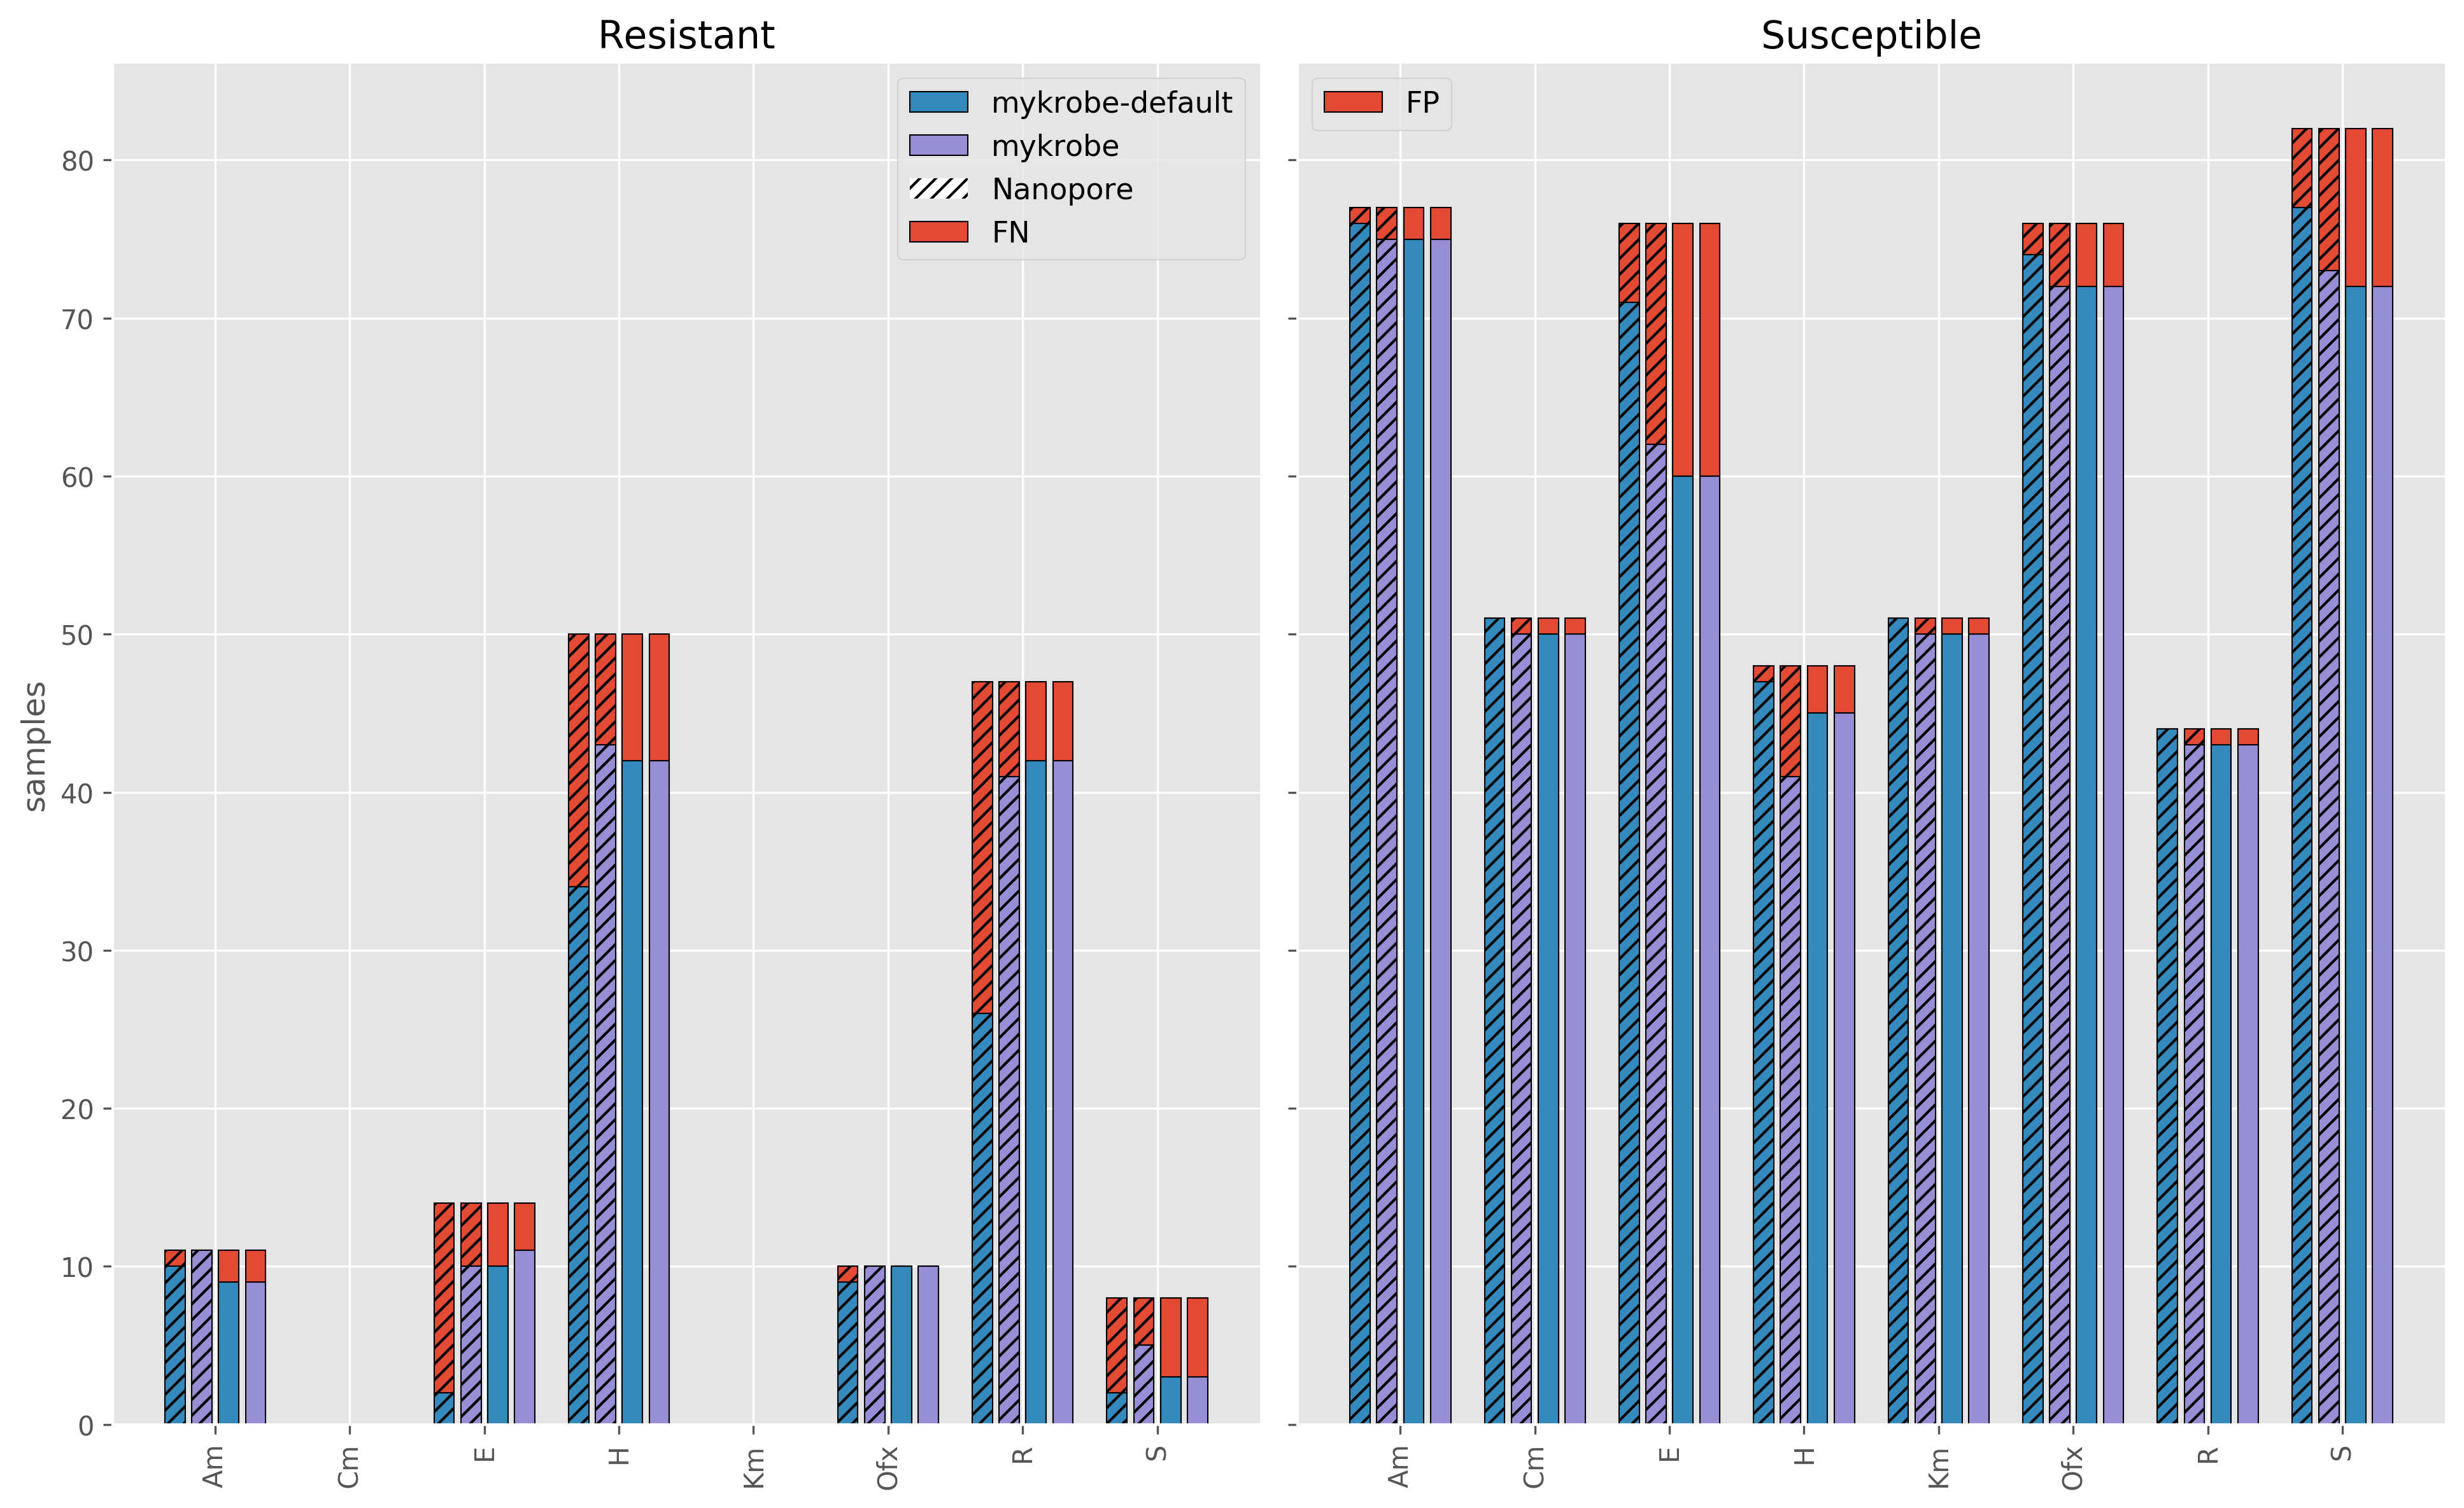 Resistant
Susceptible
mykrobe-default
mykrobe
Nanopore
FN
FP
samples
80
70
60
50
40
30
20
10
0
Am
Cm
E
H
Km
Ofx
R
S
Am
Cm
E
H
Km
Ofx
R
S